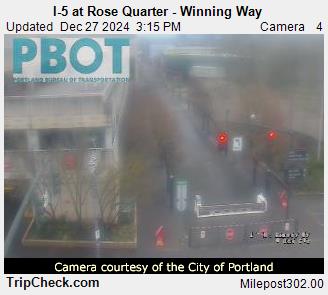 I-5 at Rose Quarter - Winning Way
Updated Dec 27 2024 3:15 PM Camera 4
PBOT
PORTLAND BUREAU OF TRANSPORTATION
Camera courtesy of the City of Portland
TripCheck.com Milepost302.00